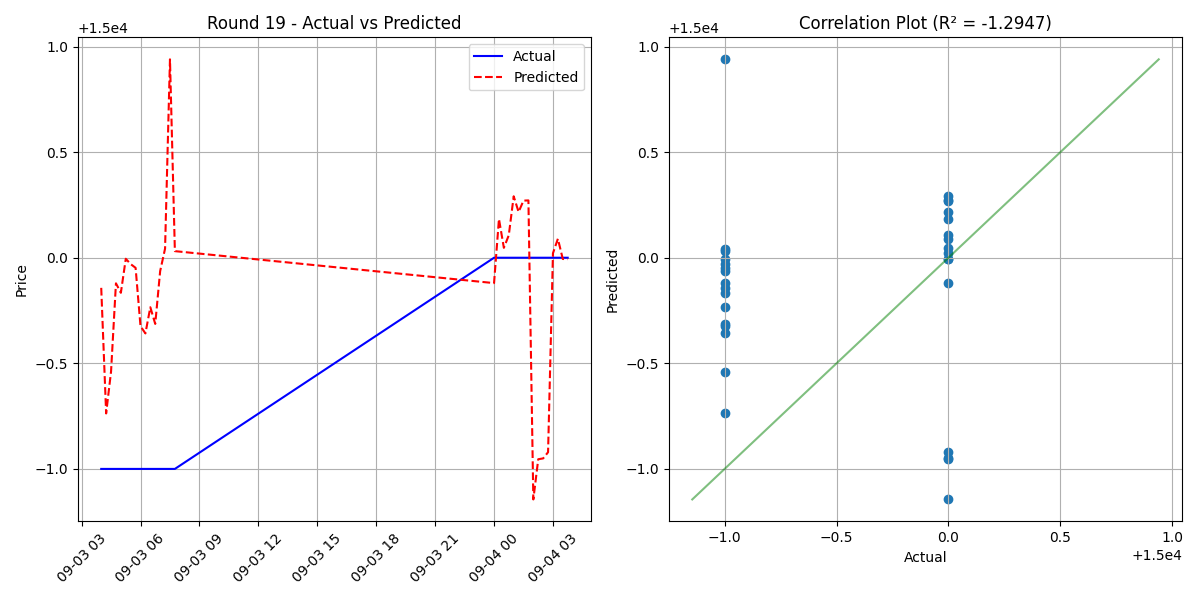 Round 19 - Actual vs Predicted
+1.5e4
1.0
0.5
0.0
−0.5
−1.0
Price
Actual
Predicted
09-03 03
09-03 06
09-03 09
09-03 12
09-03 15
09-03 18
09-03 21
09-04 00
09-04 03
Correlation Plot (R² = -1.2947)
+1.5e4
1.0
0.5
0.0
−0.5
−1.0
Predicted
−1.0
−0.5
0.0
0.5
1.0
+1.5e4
Actual